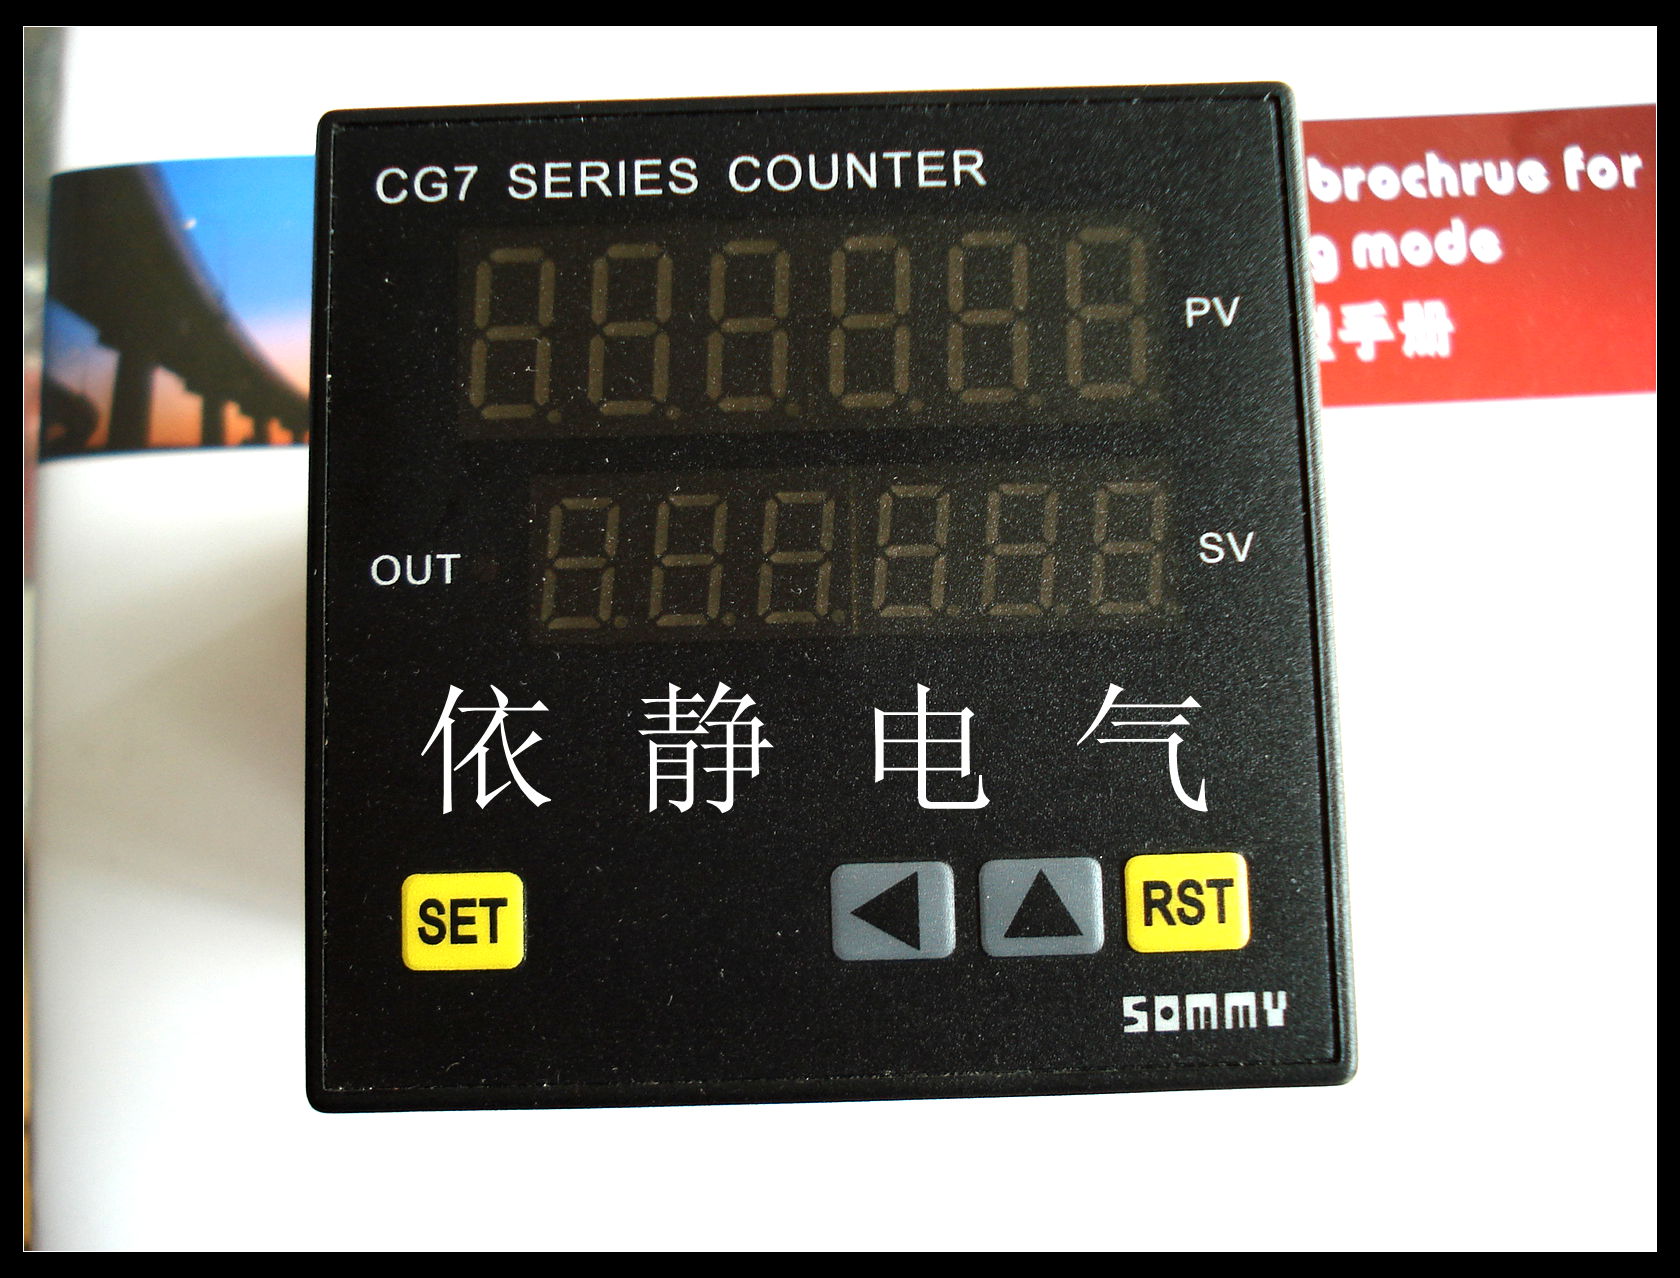 CG7 SERIES COUNTER
PV
OUT
SV
依静电气
SET
RST
sommy
brochrue for
g mode
手册